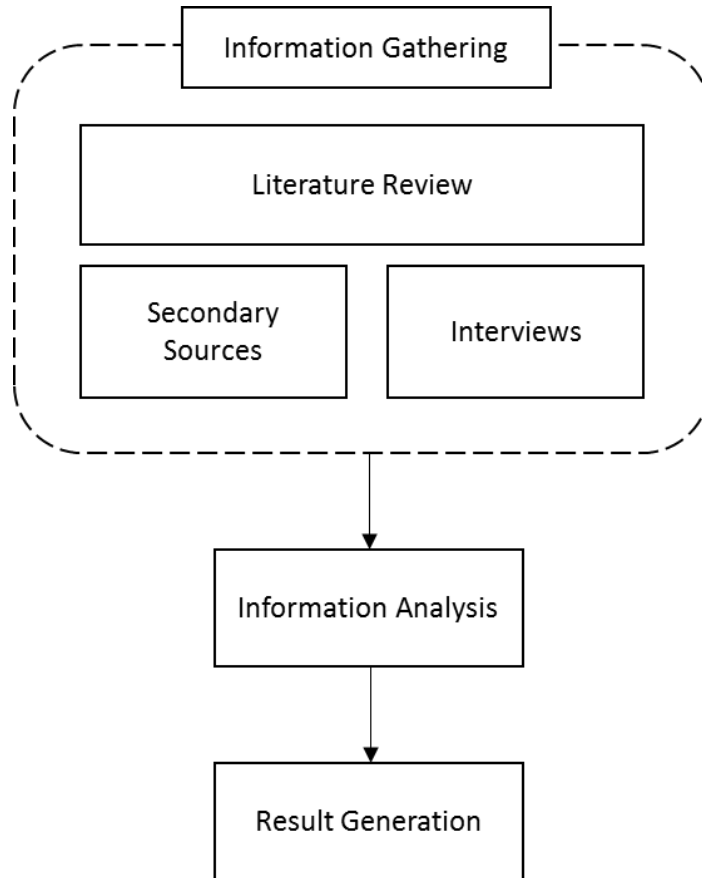 Information Gathering
Literature Review
Secondary
Sources
Interviews
Information Analysis
Result Generation